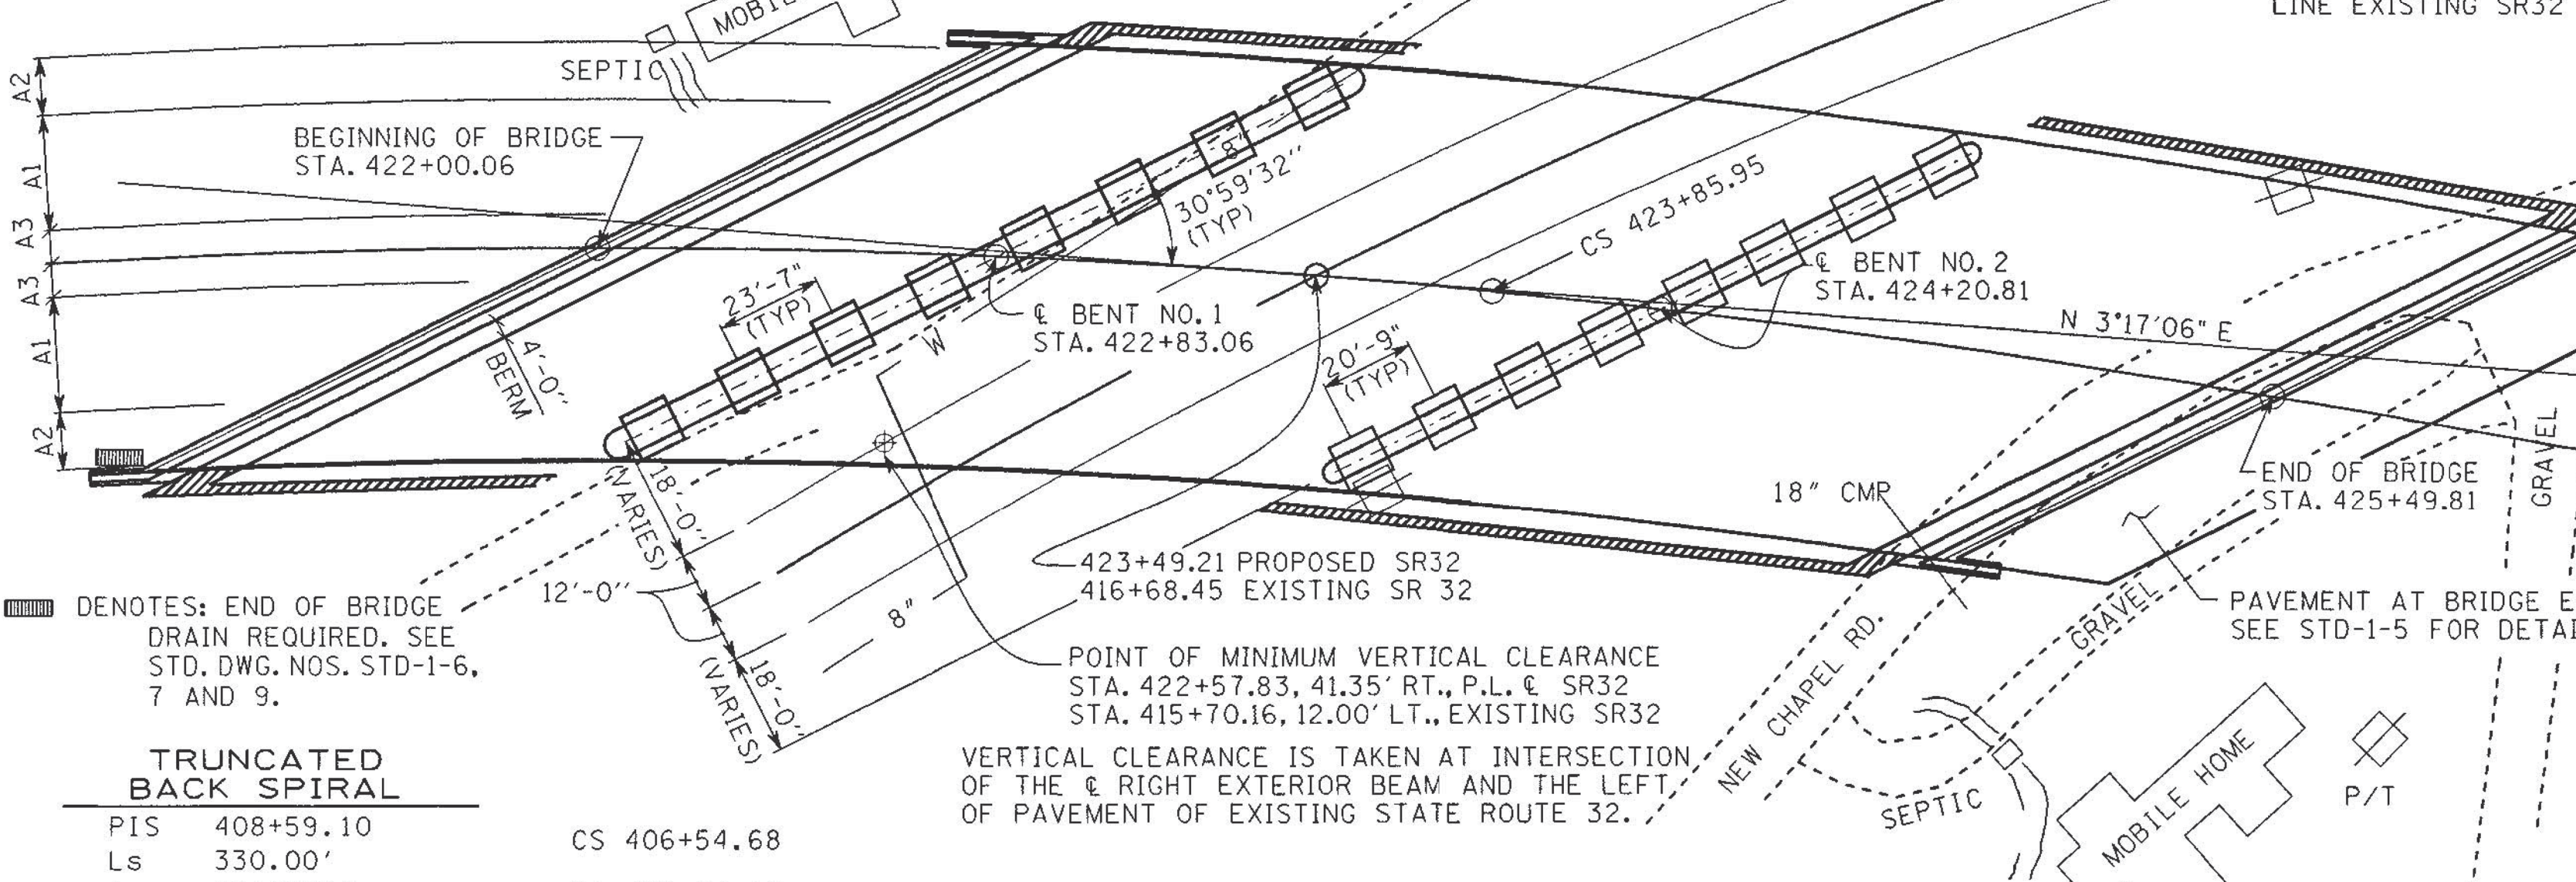 LINE EXISTING SR32
SEPTIC
A2
A1
A3
A3
A1
A2
BEGINNING OF BRIDGE
STA. 422+00.06
4'-0"
BERM
23'-7"
(TYP)
W
8"
30°59'32"
(TYP)
℄ BENT NO. 1
STA. 422+83.06
CS 423+85.95
℄ BENT NO. 2
STA. 424+20.81
N 3°17'06" E
20'-9"
(TYP)
18" CMP
END OF BRIDGE
STA. 425+49.81
GRAVEL
18'-0"
(VARIES)
12'-0"
18'-0"
(VARIES)
8"
423+49.21 PROPOSED SR32
416+68.45 EXISTING SR 32
POINT OF MINIMUM VERTICAL CLEARANCE
STA. 422+57.83, 41.35' RT., P.L. ℄ SR32
STA. 415+70.16, 12.00' LT., EXISTING SR32
VERTICAL CLEARANCE IS TAKEN AT INTERSECTION
OF THE ℄ RIGHT EXTERIOR BEAM AND THE LEFT
OF PAVEMENT OF EXISTING STATE ROUTE 32.
DENOTES: END OF BRIDGE
DRAIN REQUIRED. SEE
STD. DWG. NOS. STD-1-6,
7 AND 9.
TRUNCATED
BACK SPIRAL
PIS 408+59.10
Ls 330.00'
CS 406+54.68
NEW CHAPEL RD.
GRAVEL
PAVEMENT AT BRIDGE
SEE STD-1-5 FOR
SEPTIC
MOBILE HOME
P/T